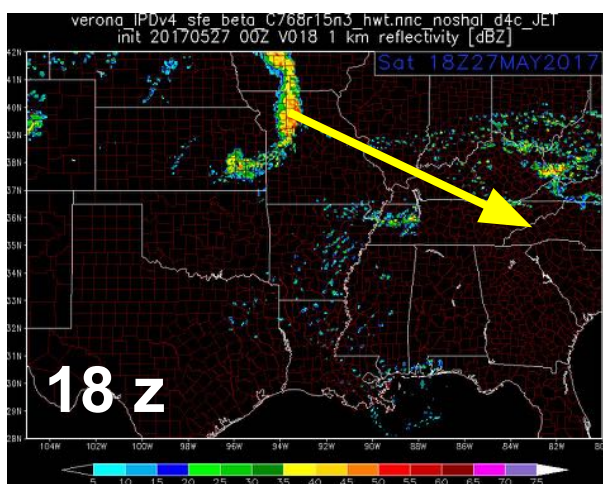 verona_IPDv4_sfe_beta_C768r15n3_hwt.nnc_noshal_d4c_JET
init 20170527 00Z V018 1 km reflectivity [dBZ]
Sat 18Z27MAY2017
42N
41N
40N
39N
38N
37N
36N
35N
34N
33N
32N
31N
30N
29N
28N
18 z
104W 102W 100W 98W 96W 94W 92W 90W 88W 86W 84W 82W 80
5 10 15 20 25 30 35 40 45 50 55 60 65 70 75